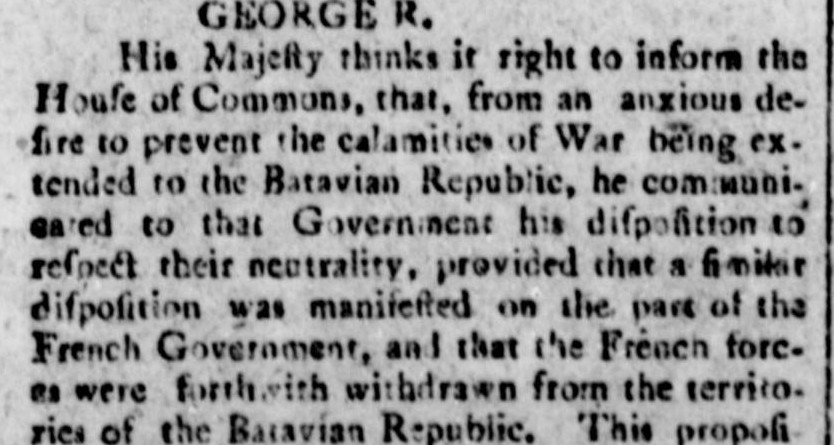 GEORGE R.
His Majeſty thinks it right to inform the
Houſe of Commons, that, from an anxious de-
ſire to prevent the calamities of War being ex-
tended to the Batavian Republic, he communi-
cated to that Government his diſpoſition to
reſpect their neutrality, provided that a ſimilar
diſpoſition was manifeſted on the part of the
French Government, and that the French forc-
es were forthwith withdrawn from the territo-
ries of the Batavian Republic. This propoſi-